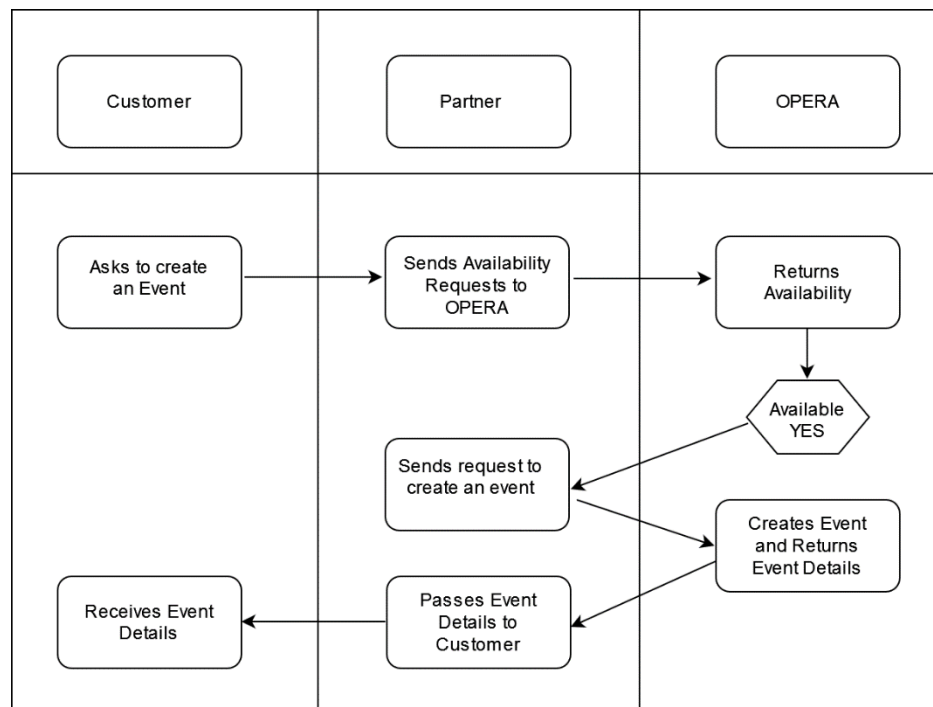 Customer
Partner
OPERA
Asks to create
an Event
Sends Availability
Requests to
OPERA
Returns
Availability
Available
YES
Sends request to
create an event
Creates Event
and Returns
Event Details
Receives Event
Details
Passes Event
Details to
Customer